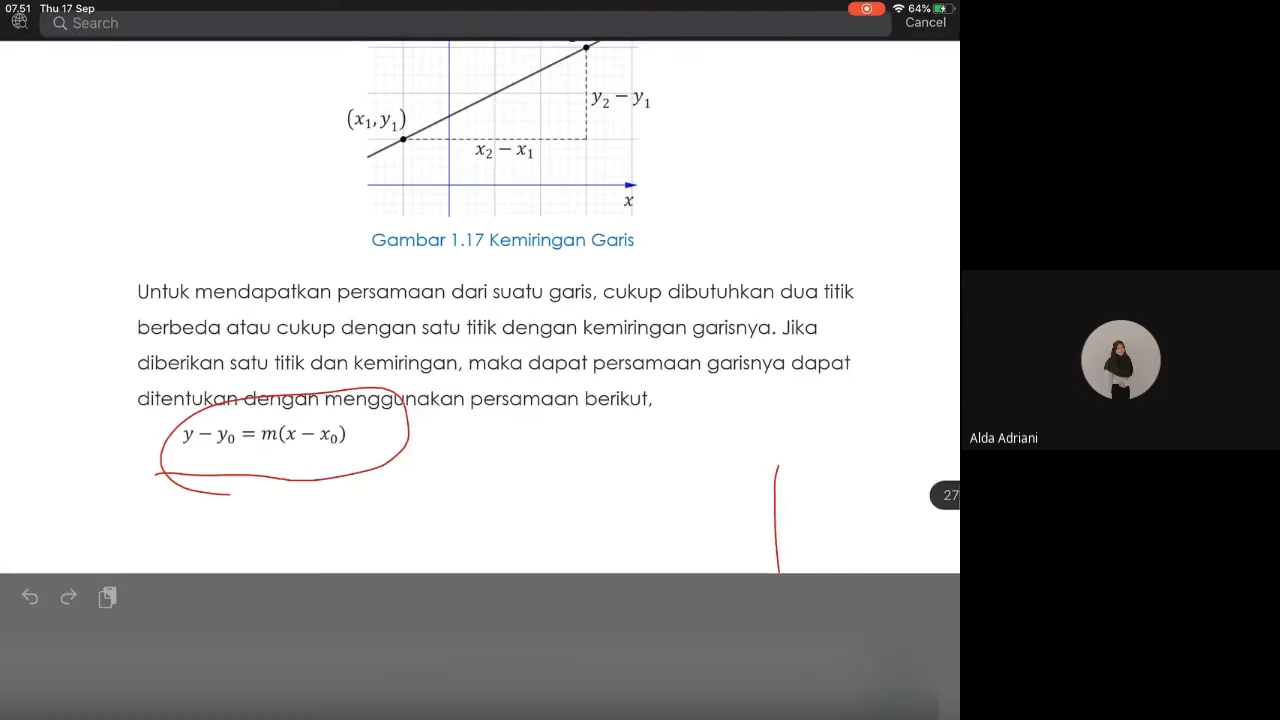 07.51 Thu 17 Sep
64%
Search
Cancel
y₂ − y₁
(x₁, y₁)
x₂ − x₁
x
Gambar 1.17 Kemiringan Garis
Untuk mendapatkan persamaan dari suatu garis, cukup dibutuhkan dua titik
berbeda atau cukup dengan satu titik dengan kemiringan garisnya. Jika
diberikan satu titik dan kemiringan, maka dapat persamaan garisnya dapat
ditentukan dengan menggunakan persamaan berikut,
y − y₀ = m(x − x₀)
Alda Adriani
27